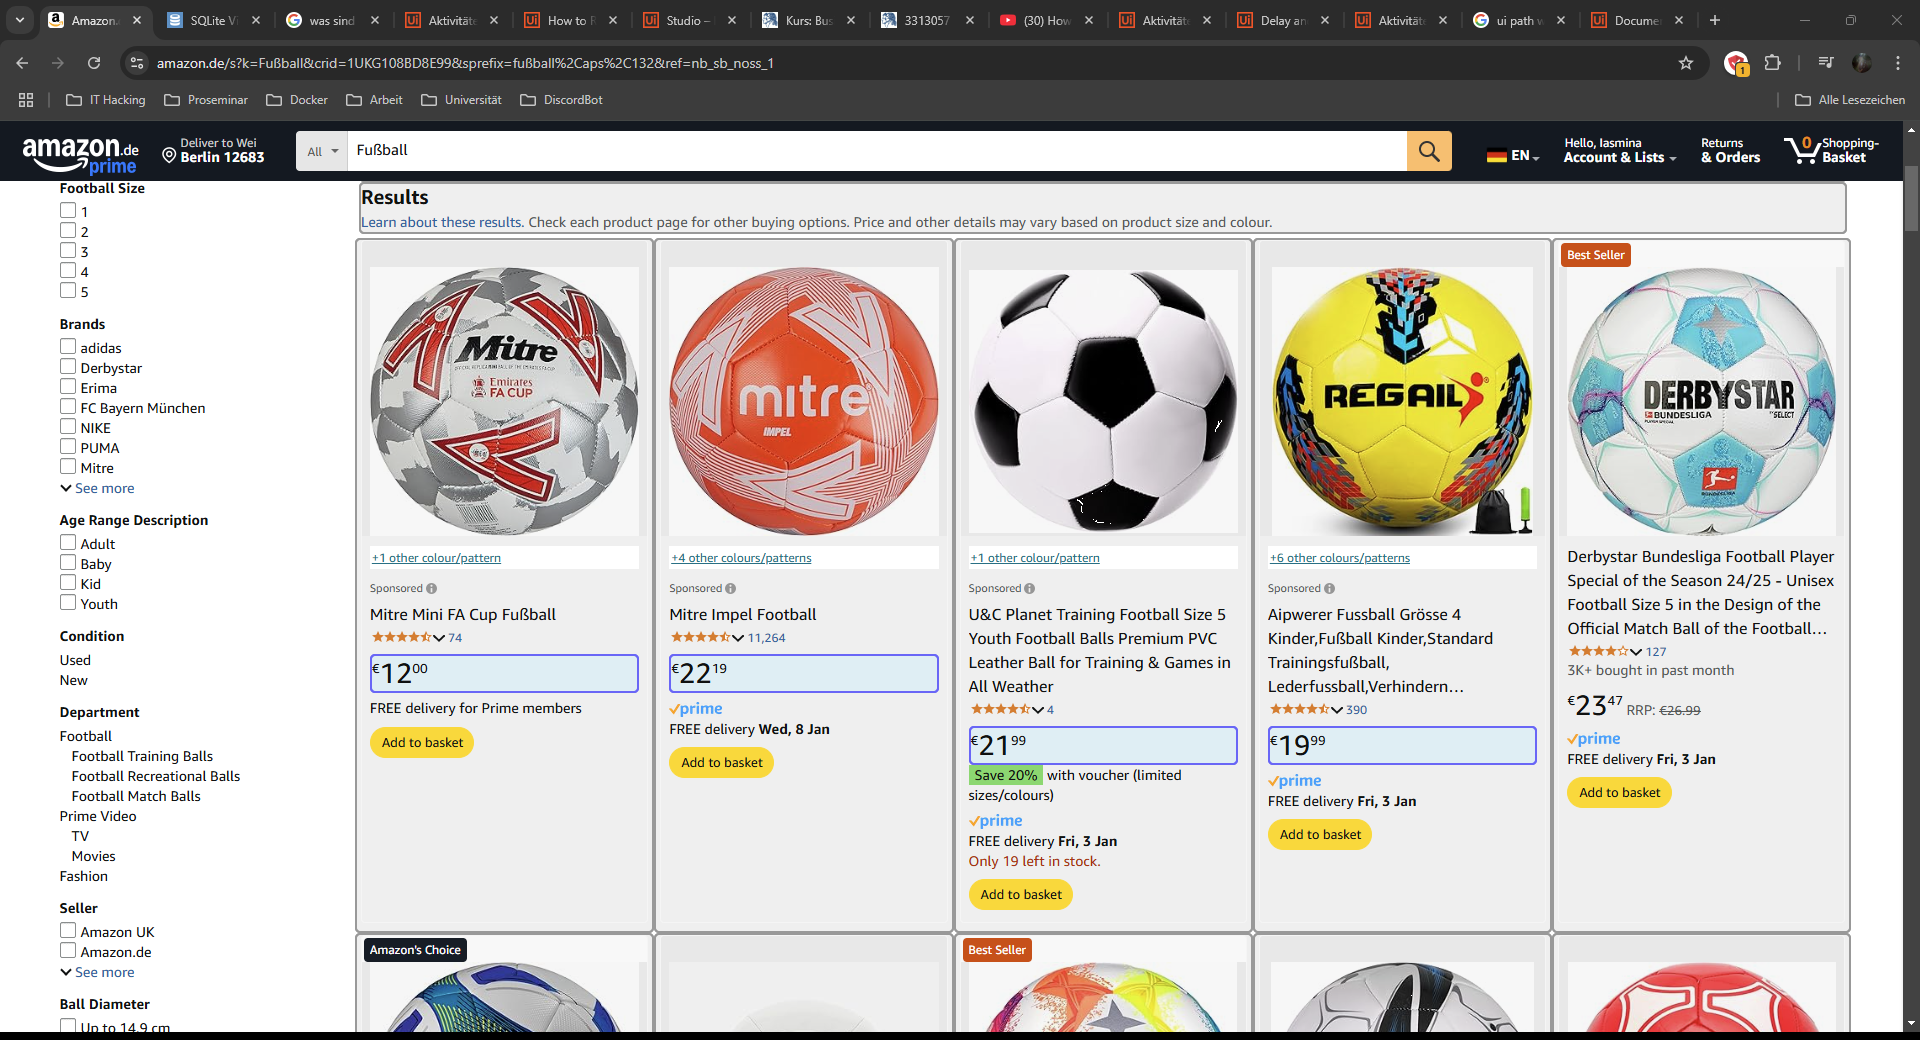 Amazon.
SQLite Vi
was sind
Aktivitäte
How to R
Studio –
Kurs: Bus
3313057
(30) How
Aktivität
Delay an
Aktivität
ui path w
Docume
amazon.de/s?k=Fußball&crid=1UKG108BD8E99&sprefix=fußball%2Caps%2C132&ref=nb_sb_noss_1
1
IT Hacking
Proseminar
Docker
Arbeit
Universität
DiscordBot
Alle Lesezeichen
amazon.de
prime
Deliver to Wei
Berlin 12683
All
Fußball
EN
Hello, Iasmina
Account & Lists
Returns
& Orders
0
Shopping-
Basket
Football Size
1
2
3
4
5
Brands
adidas
Derbystar
Erima
FC Bayern München
NIKE
PUMA
Mitre
See more
Age Range Description
Adult
Baby
Kid
Youth
Condition
Used
New
Department
Football
Football Training Balls
Football Recreational Balls
Football Match Balls
Prime Video
TV
Movies
Fashion
Seller
Amazon UK
Amazon.de
See more
Ball Diameter
Up to 14.9 cm
Results
Learn about these results. Check each product page for other buying options. Price and other details may vary based on product size and colour.
Mitre
Emirates
FA CUP
+1 other colour/pattern
Sponsored
Mitre Mini FA Cup Fußball
74
€1200
FREE delivery for Prime members
Add to basket
mitre
IMPEL
+4 other colours/patterns
Sponsored
Mitre Impel Football
11,264
€2219
prime
FREE delivery Wed, 8 Jan
Add to basket
+1 other colour/pattern
Sponsored
U&C Planet Training Football Size 5
Youth Football Balls Premium PVC
Leather Ball for Training & Games in
All Weather
4
€2199
Save 20% with voucher (limited
sizes/colours)
prime
FREE delivery Fri, 3 Jan
Only 19 left in stock.
Add to basket
REGAIL
+6 other colours/patterns
Sponsored
Aipwerer Fussball Grösse 4
Kinder,Fußball Kinder,Standard
Trainingsfußball,
Lederfussball,Verhindern…
390
€1999
prime
FREE delivery Fri, 3 Jan
Add to basket
Best Seller
DERBYSTAR
BUNDESLIGA
SELECT
Derbystar Bundesliga Football Player
Special of the Season 24/25 - Unisex
Football Size 5 in the Design of the
Official Match Ball of the Football…
127
3K+ bought in past month
€2347 RRP: €26.99
prime
FREE delivery Fri, 3 Jan
Add to basket
Amazon's Choice
Best Seller